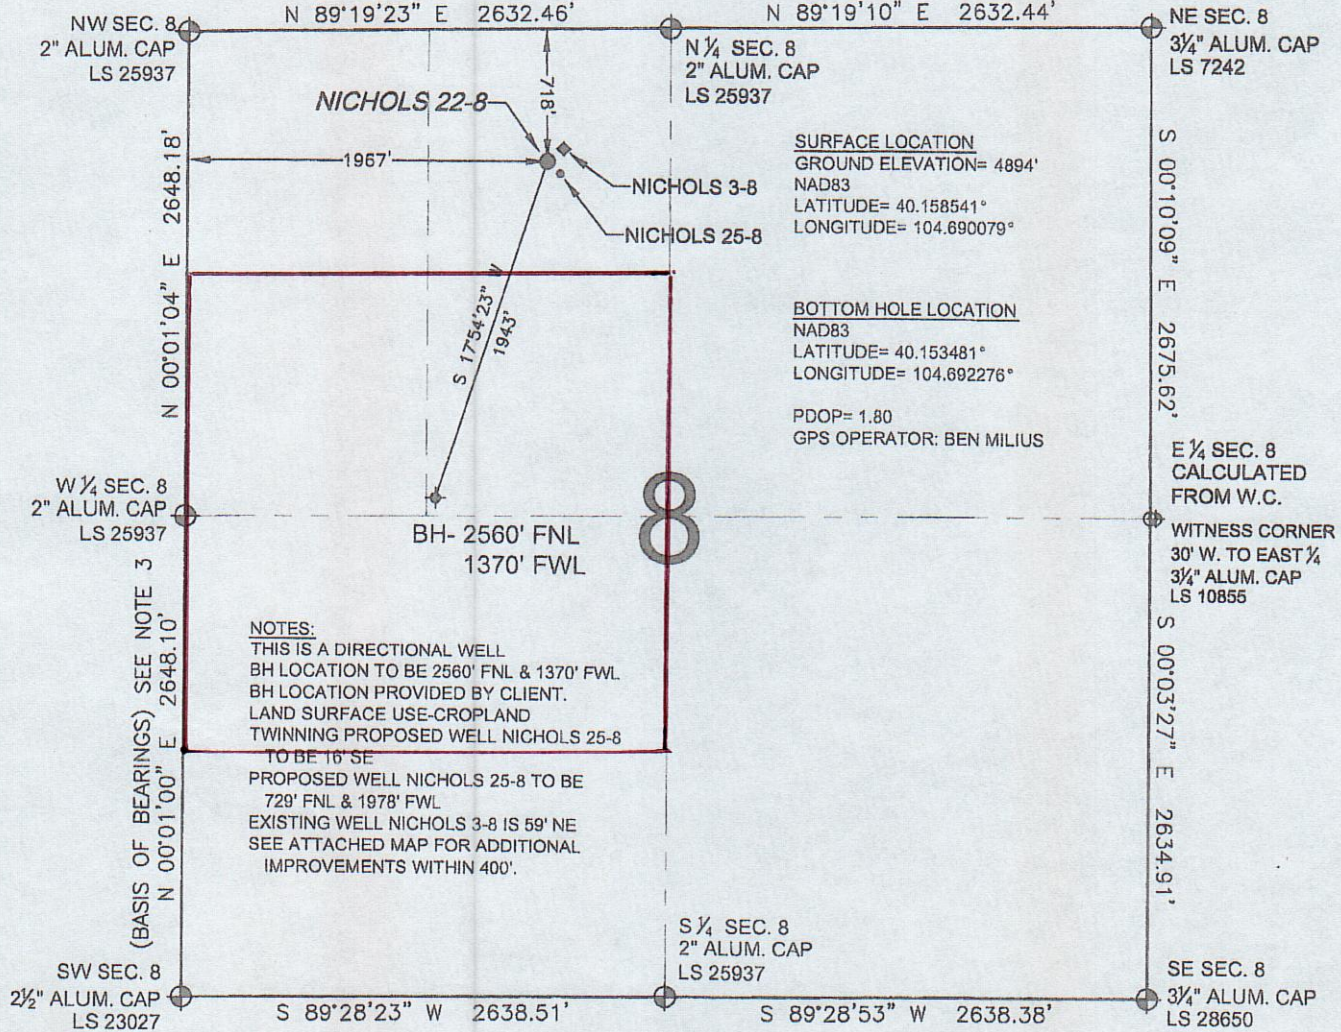 N 89°19'23" E 2632.46'
N 89°19'10" E 2632.44'
NW SEC. 8
2" ALUM. CAP
LS 25937
N ¼ SEC. 8
2" ALUM. CAP
LS 25937
NE SEC. 8
3¼" ALUM. CAP
LS 7242
718'
NICHOLS 22-8
1967'
NICHOLS 3-8
NICHOLS 25-8
SURFACE LOCATION
GROUND ELEVATION= 4894'
NAD83
LATITUDE= 40.158541°
LONGITUDE= 104.690079°
N 00°01'04" E 2648.18'
S 00°10'09" E 2675.62'
S 17°54'23" W
1943'
BOTTOM HOLE LOCATION
NAD83
LATITUDE= 40.153481°
LONGITUDE= 104.692276°
PDOP= 1.80
GPS OPERATOR: BEN MILIUS
W ¼ SEC. 8
2" ALUM. CAP
LS 25937
8
BH- 2560' FNL
1370' FWL
E ¼ SEC. 8
CALCULATED
FROM W.C.
WITNESS CORNER
30' W. TO EAST ¼
3¼" ALUM. CAP
LS 10855
(BASIS OF BEARINGS) SEE NOTE 3
N 00°01'00" E 2648.10'
NOTES:
THIS IS A DIRECTIONAL WELL
BH LOCATION TO BE 2560' FNL & 1370' FWL
BH LOCATION PROVIDED BY CLIENT.
LAND SURFACE USE-CROPLAND
TWINNING PROPOSED WELL NICHOLS 25-8
TO BE 16' SE
PROPOSED WELL NICHOLS 25-8 TO BE
729' FNL & 1978' FWL
EXISTING WELL NICHOLS 3-8 IS 59' NE
SEE ATTACHED MAP FOR ADDITIONAL
IMPROVEMENTS WITHIN 400'.
S 00°03'27" E 2634.91'
SW SEC. 8
2½" ALUM. CAP
LS 23027
S ¼ SEC. 8
2" ALUM. CAP
LS 25937
SE SEC. 8
3¼" ALUM. CAP
LS 28650
S 89°28'23" W 2638.51'
S 89°28'53" W 2638.38'